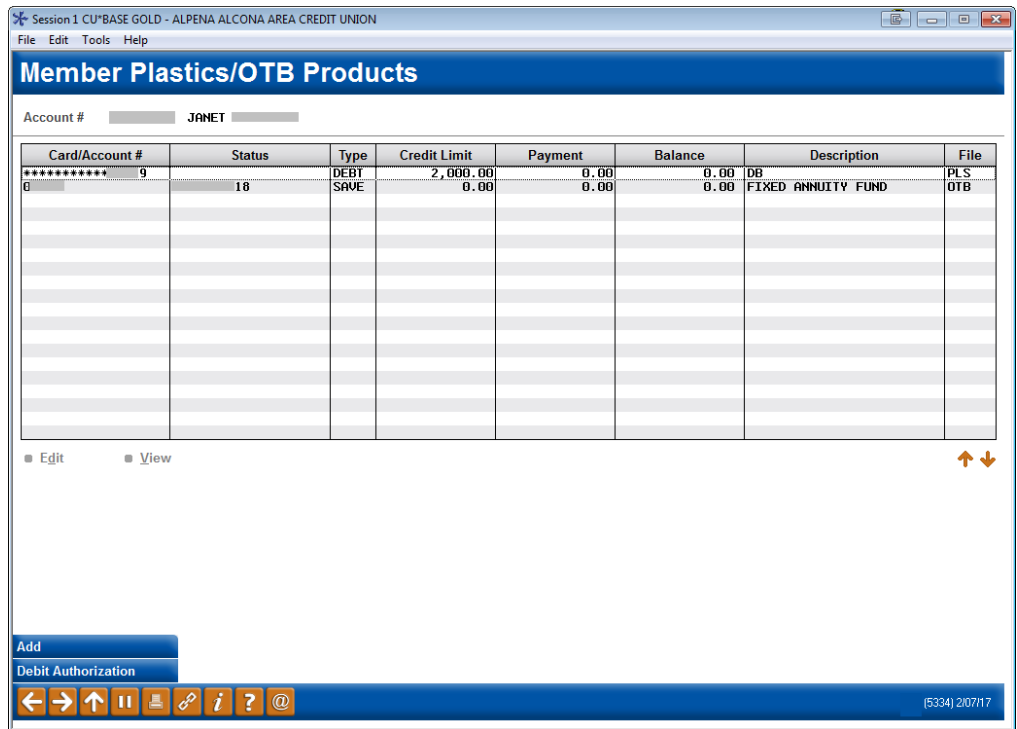 Session 1 CU*BASE GOLD - ALPENA ALCONA AREA CREDIT UNION
File Edit Tools Help
Member Plastics/OTB Products
Account # JANET
Card/Account # Status Type Credit Limit Payment Balance Description File
*********** 9 DEBT 2,000.00 0.00 0.00 DB PLS
0 18 SAVE 0.00 0.00 0.00 FIXED ANNUITY FUND OTB
Edit View
Add
Debit Authorization
(5334) 2/07/17